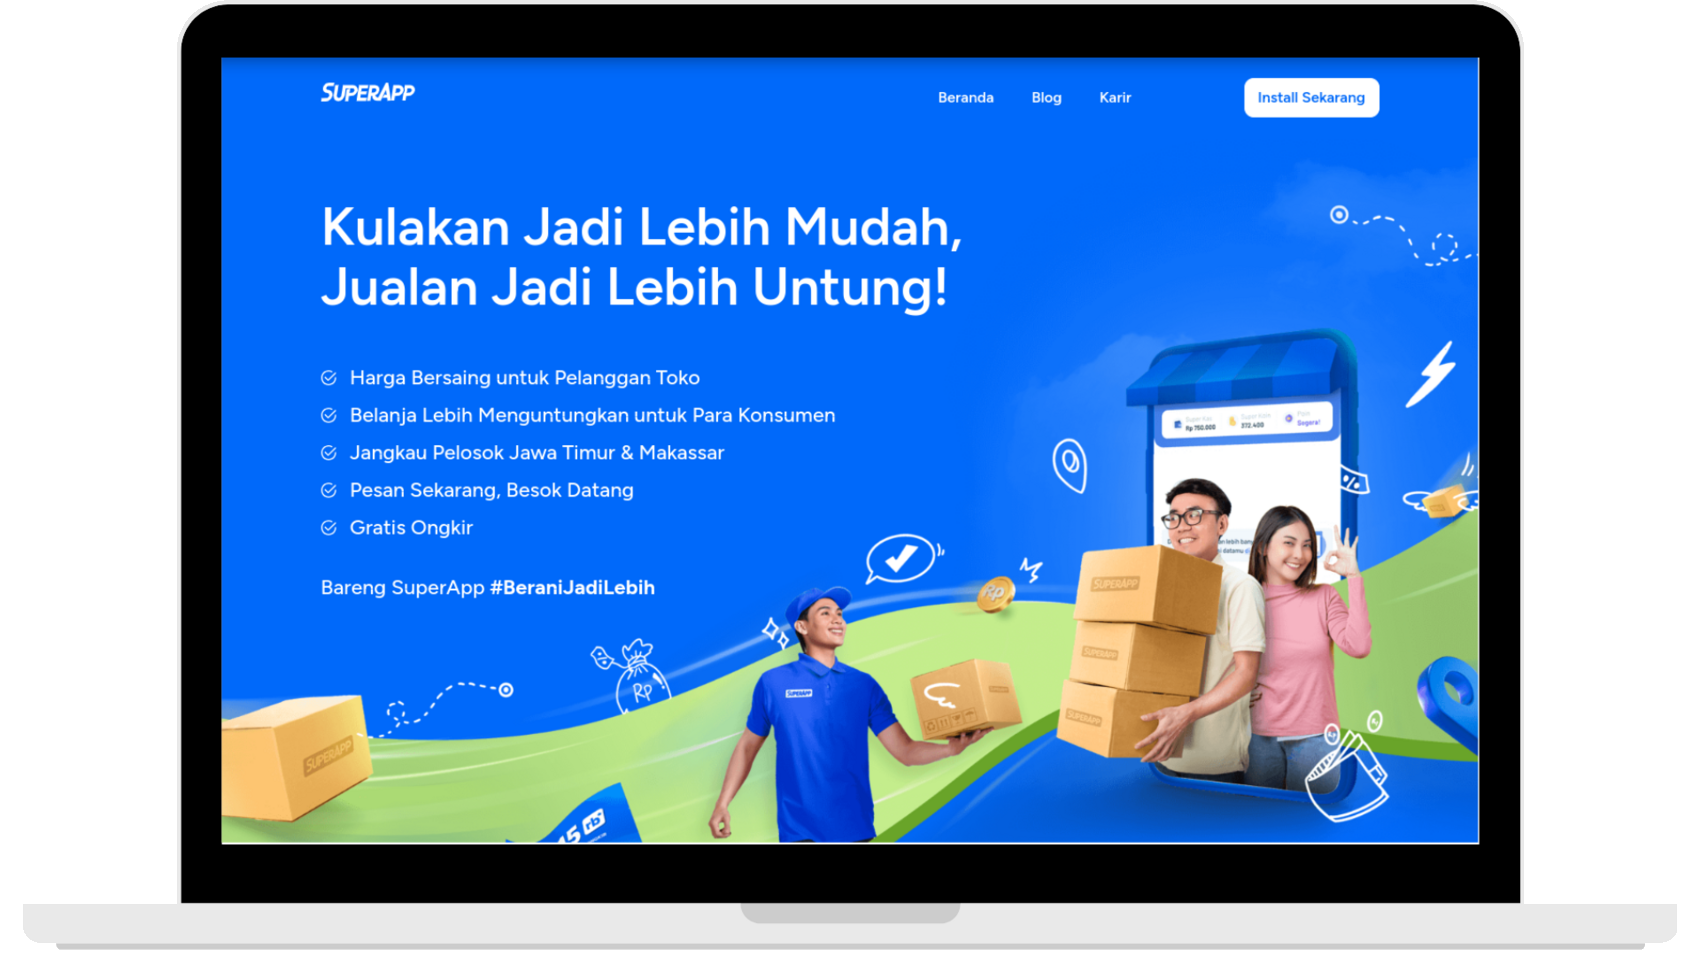 SUPERAPP
Beranda
Blog
Karir
Install Sekarang
Kulakan Jadi Lebih Mudah,
Jualan Jadi Lebih Untung!
Harga Bersaing untuk Pelanggan Toko
Belanja Lebih Menguntungkan untuk Para Konsumen
Jangkau Pelosok Jawa Timur & Makassar
Pesan Sekarang, Besok Datang
Gratis Ongkir
Bareng SuperApp #BeraniJadiLebih
Rp 750.000
372.400
Segera!
%
Rp
SUPERAPP
SUPERAPP
SUPERAPP
SUPERAPP
Rp
SUPERAPP
15 rb